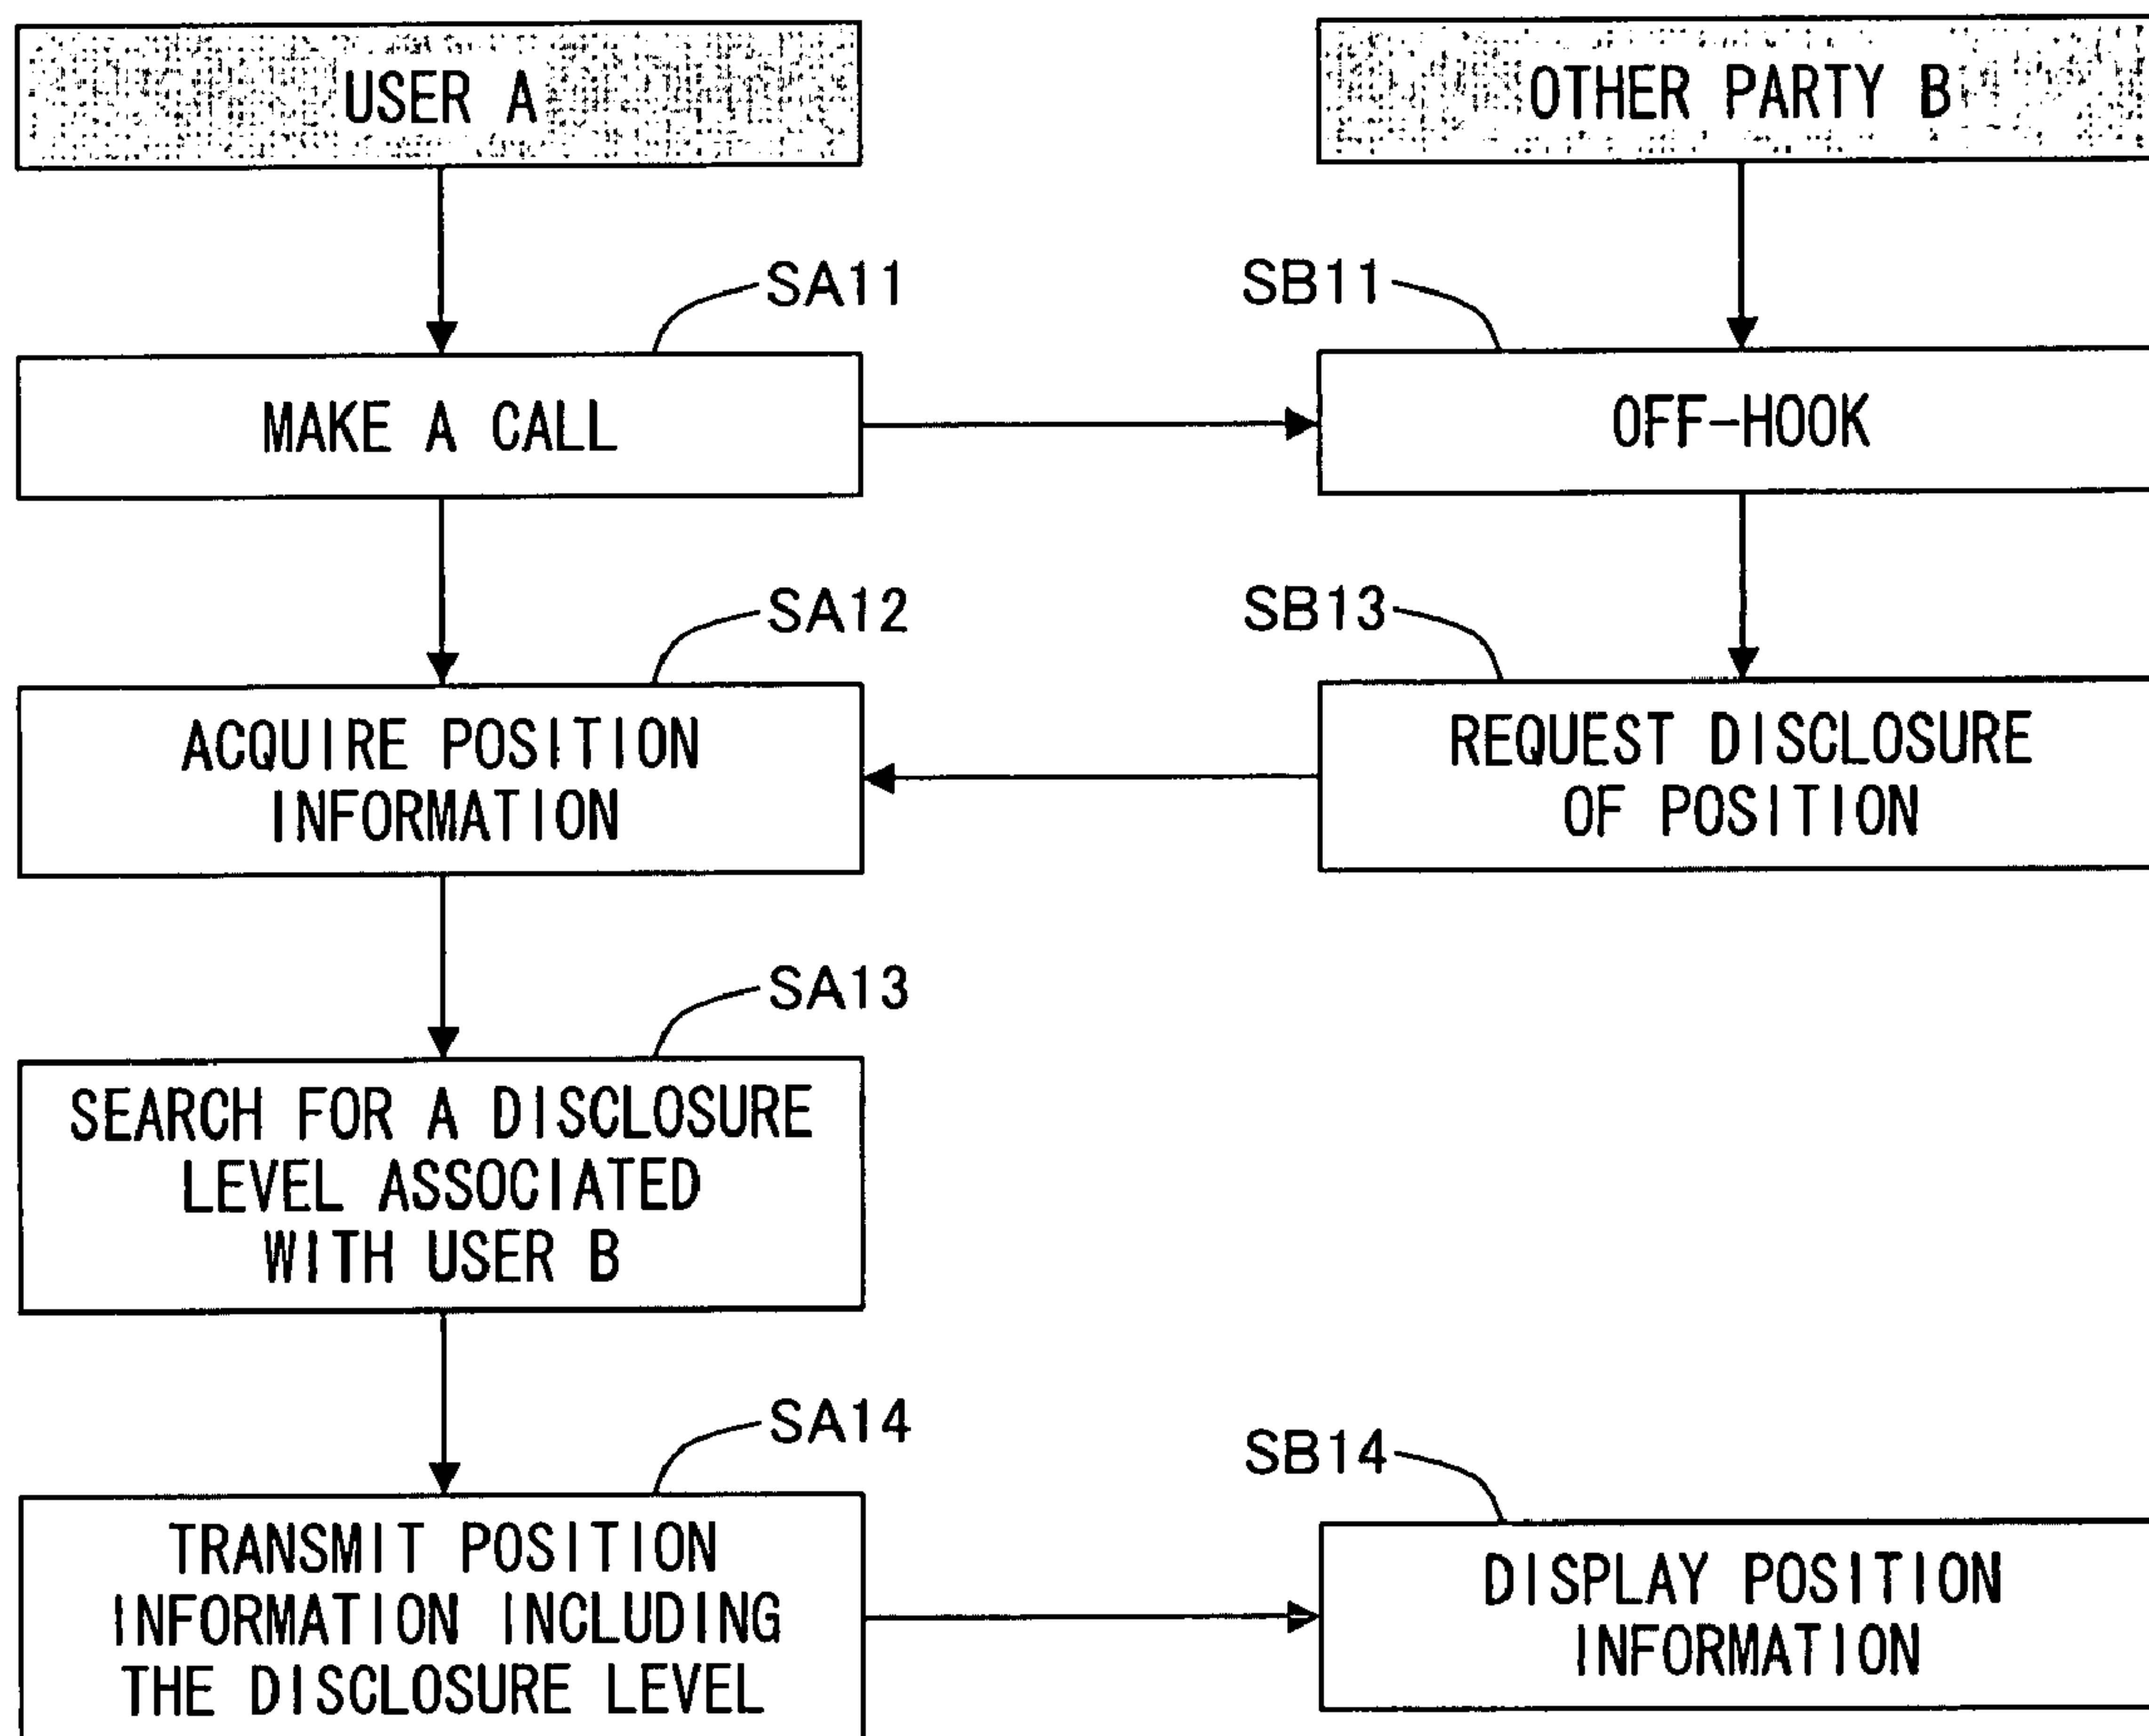 USER A
OTHER PARTY B
SA11
SB11
MAKE A CALL
OFF-HOOK
SA12
SB13
ACQUIRE POSITION
INFORMATION
REQUEST DISCLOSURE
OF POSITION
SA13
SEARCH FOR A DISCLOSURE
LEVEL ASSOCIATED
WITH USER B
SA14
SB14
TRANSMIT POSITION
INFORMATION INCLUDING
THE DISCLOSURE LEVEL
DISPLAY POSITION
INFORMATION